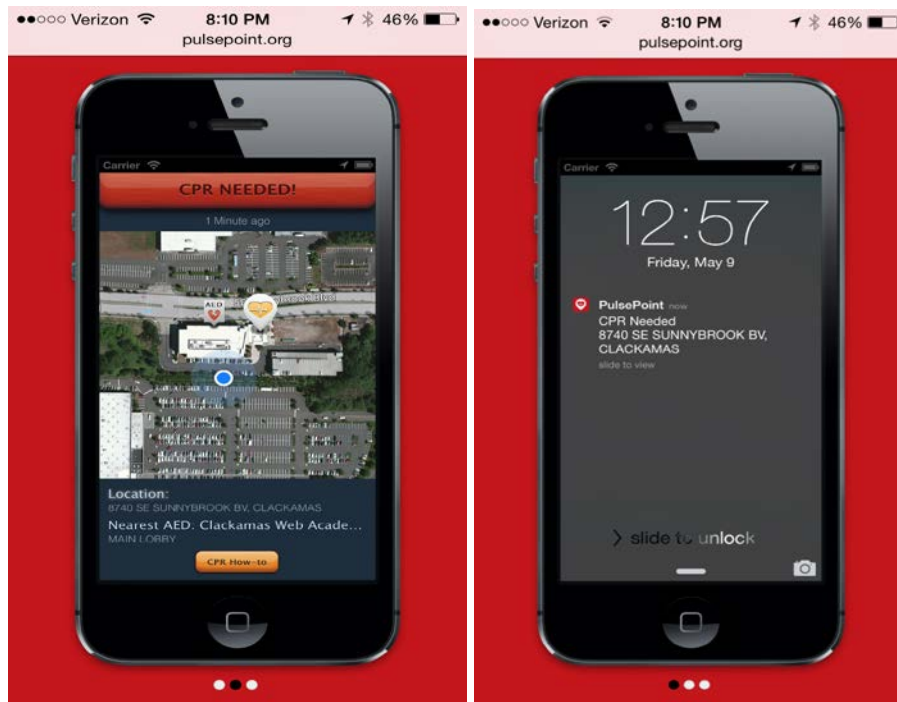 Verizon 8:10 PM 46%
pulsepoint.org
Carrier
CPR NEEDED!
1 Minute ago
AED
Location:
8740 SE SUNNYBROOK BV, CLACKAMAS
Nearest AED: Clackamas Web Acade...
MAIN LOBBY
CPR How-to
Verizon 8:10 PM 46%
pulsepoint.org
Carrier
12:57
Friday, May 9
PulsePoint now
CPR Needed
8740 SE SUNNYBROOK BV,
CLACKAMAS
slide to view
slide to unlock